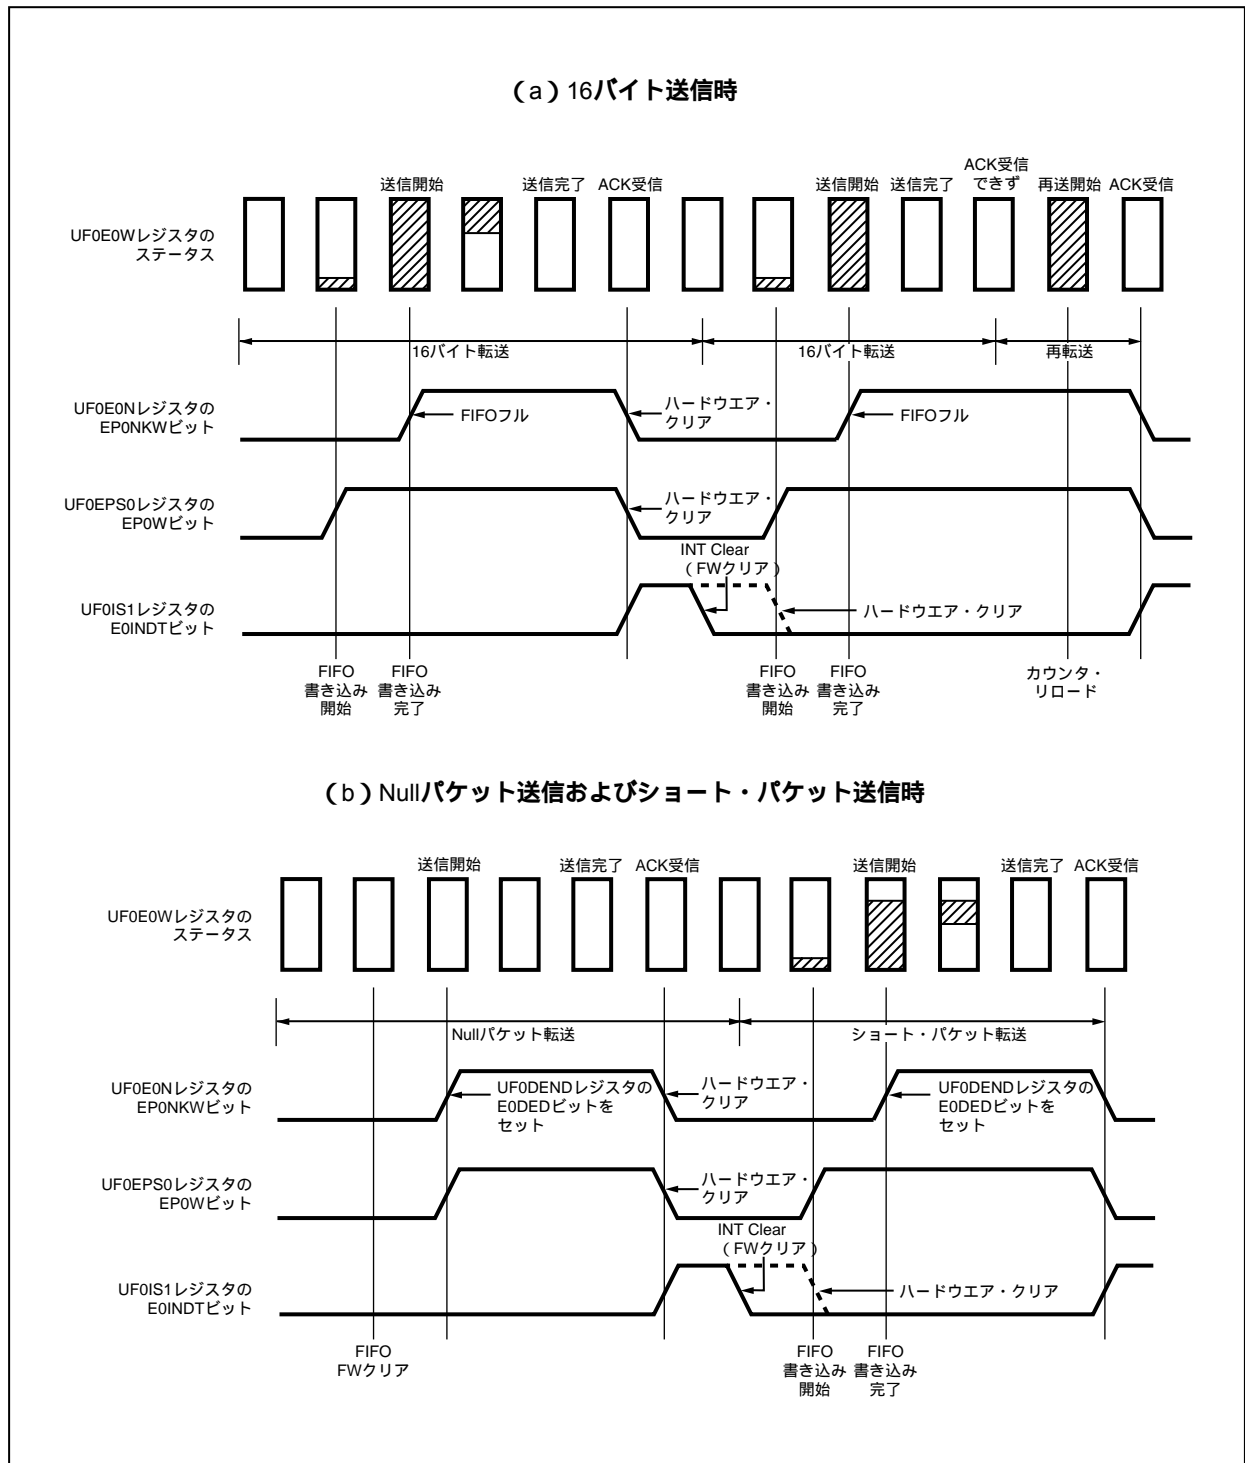 (a)16バイト送信時
送信開始 送信完了 ACK受信 送信開始 送信完了 ACK受信
できず 再送開始 ACK受信
UF0E0Wレジスタの
ステータス
16バイト転送 16バイト転送 再転送
UF0E0Nレジスタの
EP0NKWビット
FIFOフル
ハードウエア・
クリア
FIFOフル
UF0EPS0レジスタの
EP0Wビット
ハードウエア・
クリア
INT Clear
(FWクリア)
UF0IS1レジスタの
E0INDTビット
ハードウエア・クリア
FIFO
書き込み
開始
FIFO
書き込み
完了
FIFO
書き込み
開始
FIFO
書き込み
完了
カウンタ・
リロード
(b)Nullパケット送信およびショート・パケット送信時
送信開始 送信完了 ACK受信 送信開始 送信完了 ACK受信
UF0E0Wレジスタの
ステータス
Nullパケット転送 ショート・パケット転送
UF0E0Nレジスタの
EP0NKWビット
UF0DENDレジスタの
E0DEDビットを
セット
ハードウエア・
クリア
UF0DENDレジスタの
E0DEDビットを
セット
UF0EPS0レジスタの
EP0Wビット
ハードウエア・
クリア
INT Clear
(FWクリア)
UF0IS1レジスタの
E0INDTビット
ハードウエア・クリア
FIFO
FWクリア
FIFO
書き込み
開始
FIFO
書き込み
完了